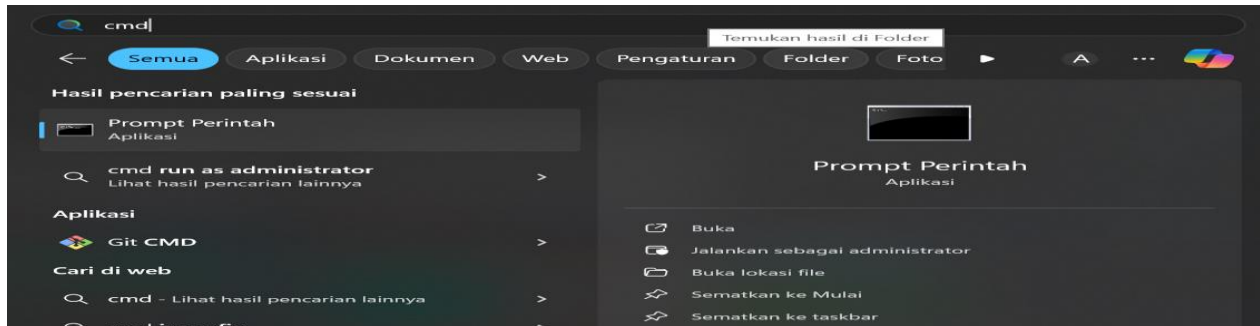 cmd
Temukan hasil di Folder
Semua Aplikasi Dokumen Web Pengaturan Folder Foto A ...
Hasil pencarian paling sesuai
Prompt Perintah
Aplikasi
cmd run as administrator
Lihat hasil pencarian lainnya
Aplikasi
Git CMD
Cari di web
cmd - Lihat hasil pencarian lainnya
Prompt Perintah
Aplikasi
Buka
Jalankan sebagai administrator
Buka lokasi file
Sematkan ke Mulai
Sematkan ke taskbar